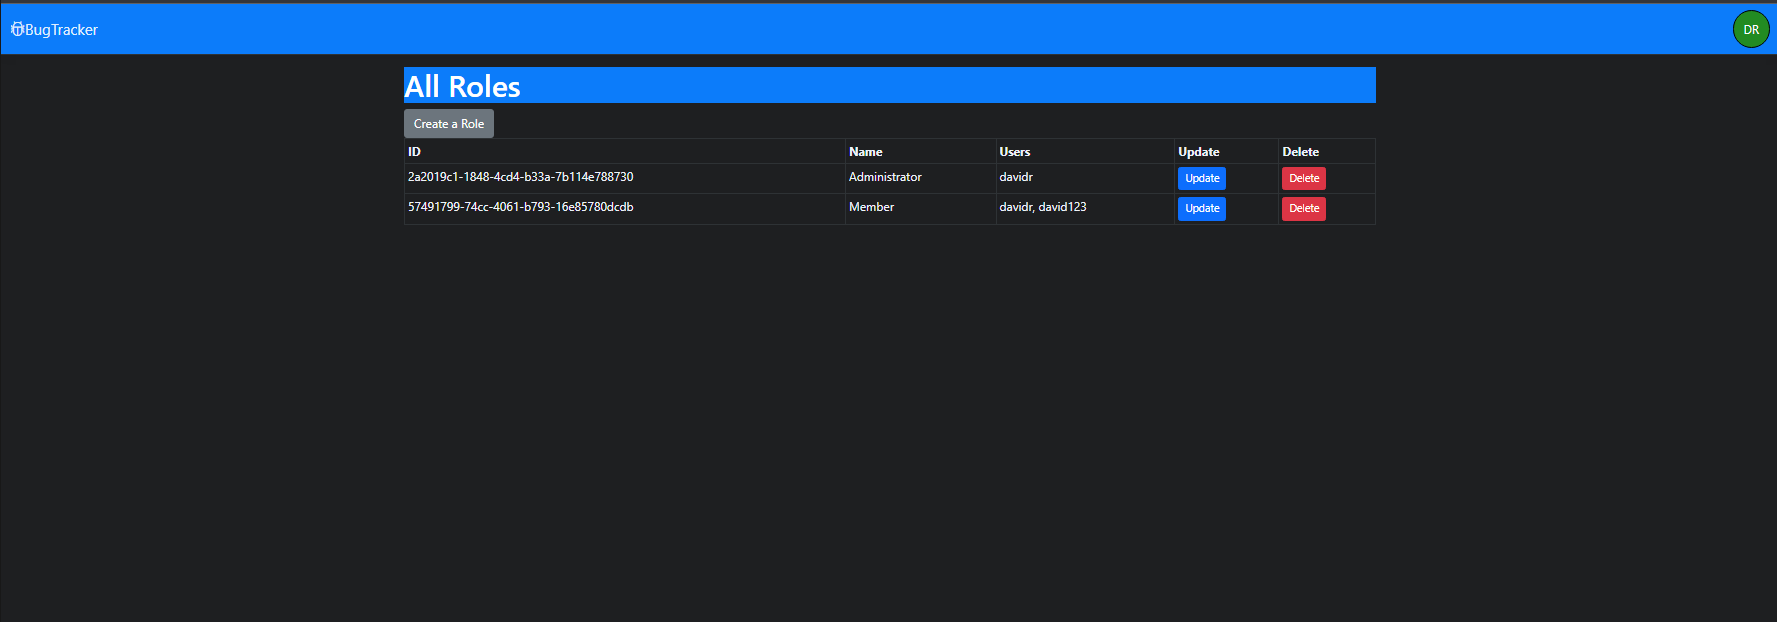 BugTracker
DR
All Roles
Create a Role
ID Name Users Update Delete
2a2019c1-1848-4cd4-b33a-7b114e788730 Administrator davidr Update Delete
57491799-74cc-4061-b793-16e85780dcdb Member davidr, david123 Update Delete